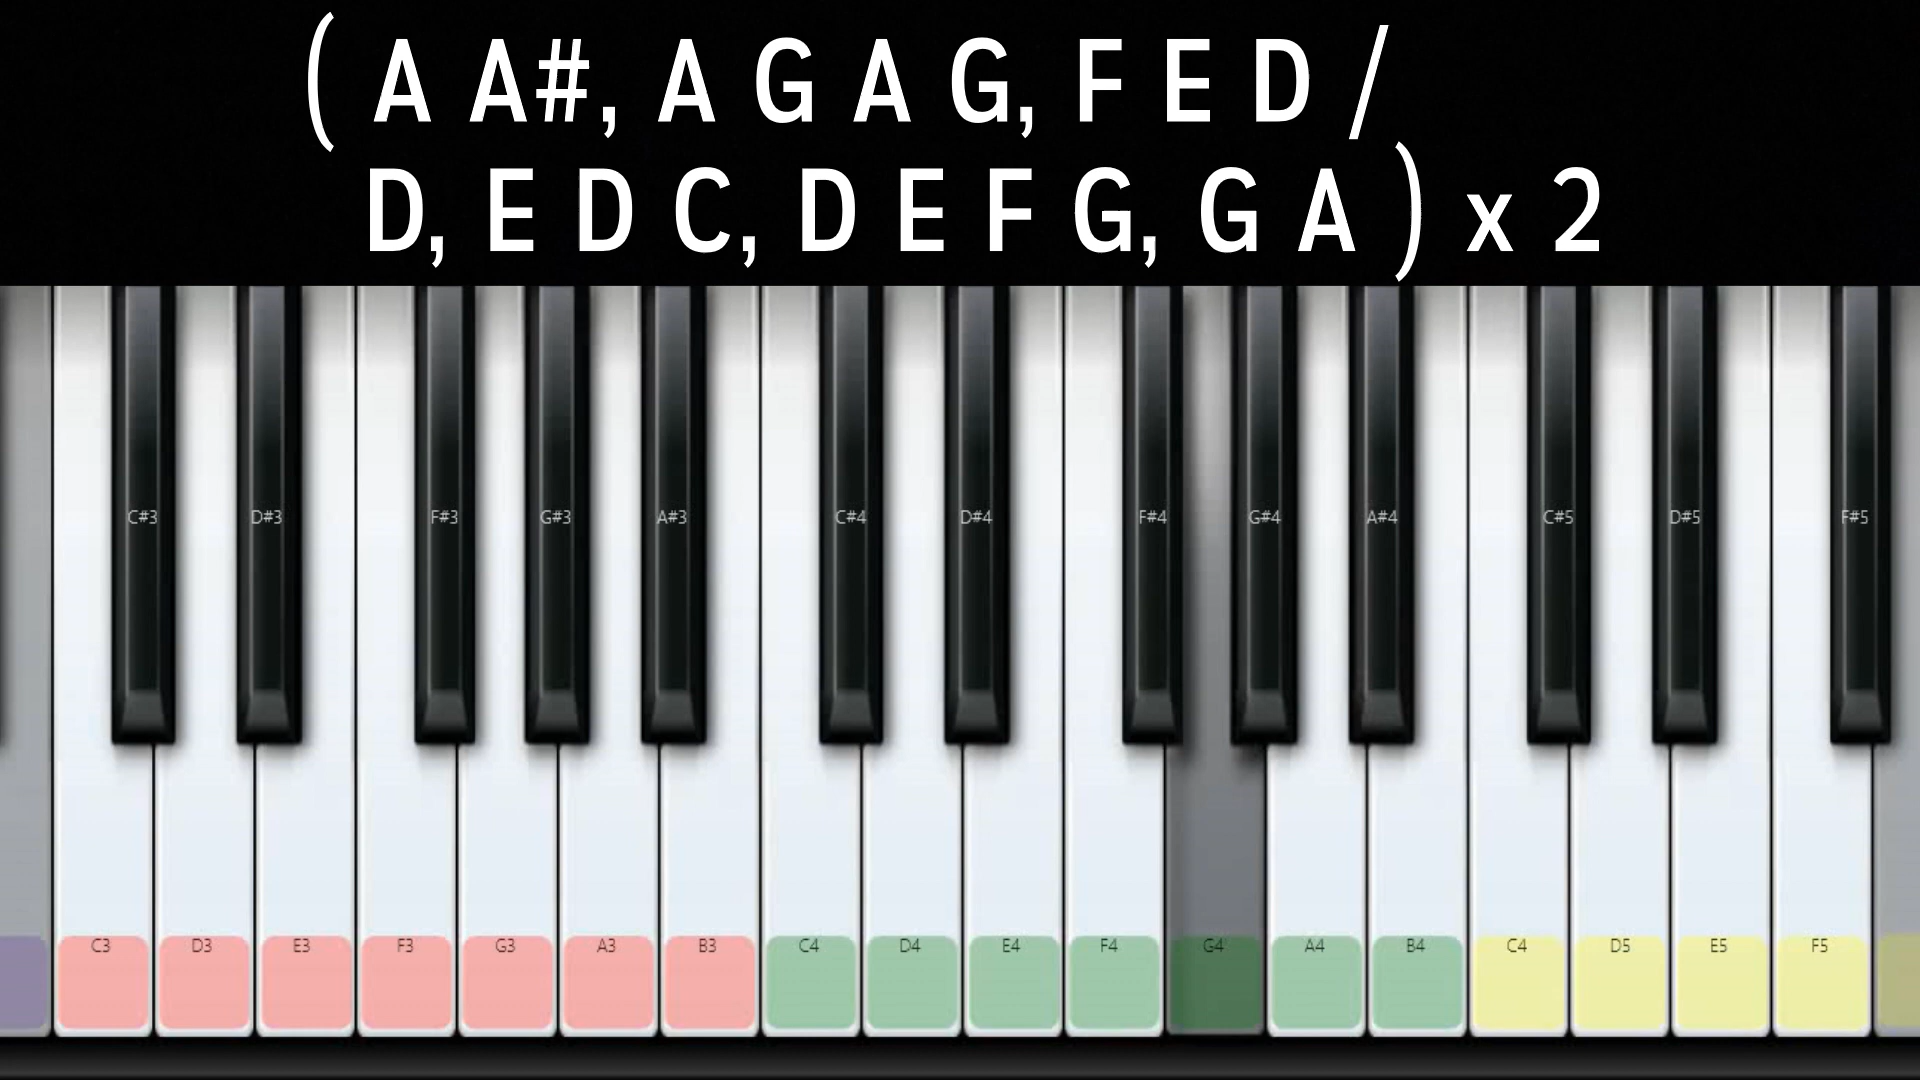 ( A A#, A G A G, F E D /
D, E D C, D E F G, G A ) x 2
C#3 D#3 F#3 G#3 A#3 C#4 D#4 F#4 G#4 A#4 C#5 D#5 F#5
C3 D3 E3 F3 G3 A3 B3 C4 D4 E4 F4 G4 A4 B4 C4 D5 E5 F5